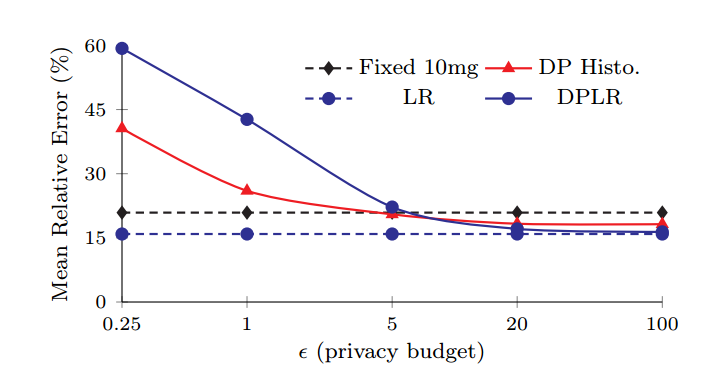 60
45
30
15
0
Mean Relative Error (%)
Fixed 10mg DP Histo.
LR DPLR
0.25 1 5 20 100
ϵ (privacy budget)